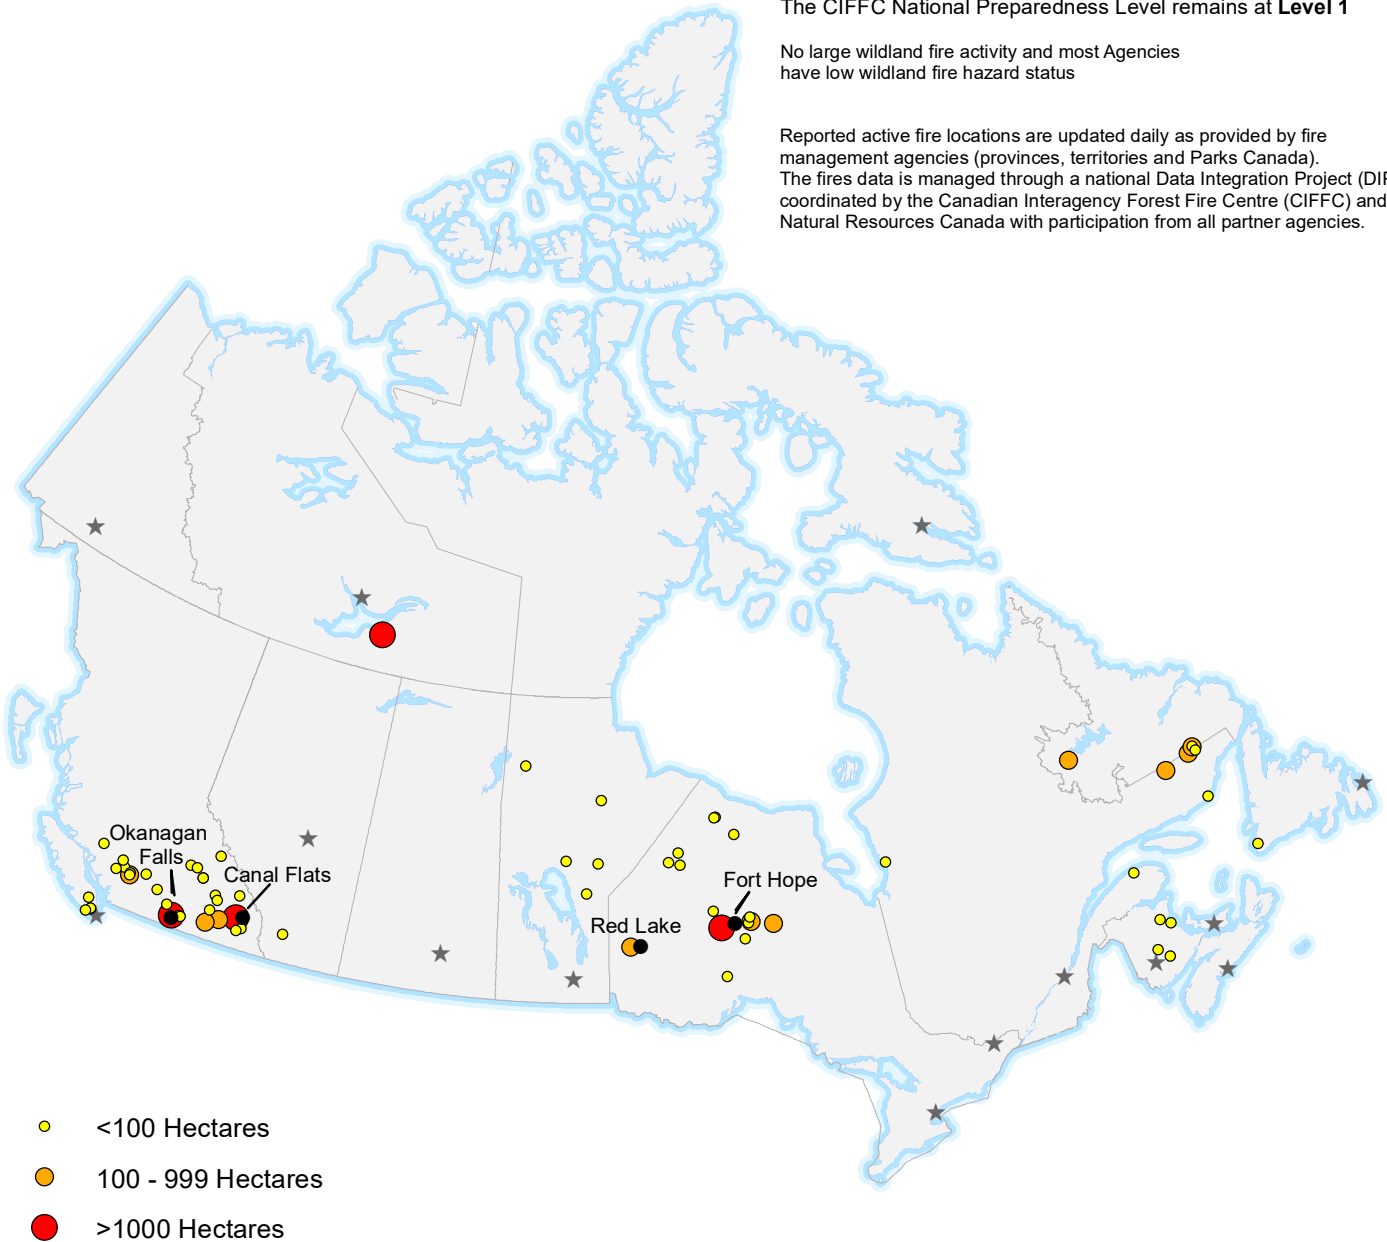 The CIFFC National Preparedness Level remains at Level 1
No large wildland fire activity and most Agencies
have low wildland fire hazard status
Reported active fire locations are updated daily as provided by fire
management agencies (provinces, territories and Parks Canada).
The fires data is managed through a national Data Integration Project (DIP
coordinated by the Canadian Interagency Forest Fire Centre (CIFFC) and
Natural Resources Canada with participation from all partner agencies.
Okanagan
Falls
Canal Flats
Fort Hope
Red Lake
<100 Hectares
100 - 999 Hectares
>1000 Hectares